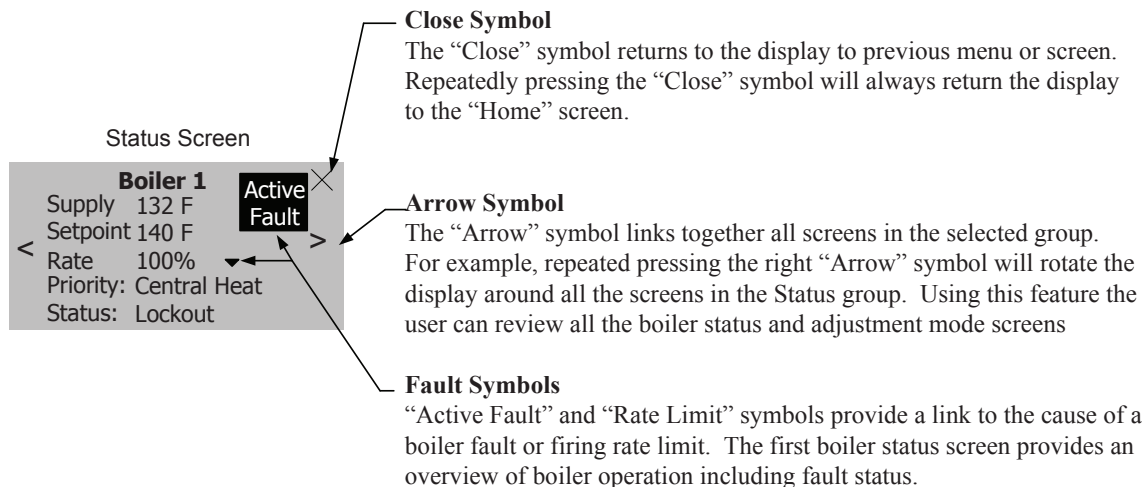 Close Symbol
The “Close” symbol returns to the display to previous menu or screen.
Repeatedly pressing the “Close” symbol will always return the display
to the “Home” screen.
Status Screen
Boiler 1
Supply 132 F
Setpoint 140 F
Rate 100%
Priority: Central Heat
Status: Lockout
Active
Fault
<
>
Arrow Symbol
The “Arrow” symbol links together all screens in the selected group.
For example, repeated pressing the right “Arrow” symbol will rotate the
display around all the screens in the Status group. Using this feature the
user can review all the boiler status and adjustment mode screens
Fault Symbols
“Active Fault” and “Rate Limit” symbols provide a link to the cause of a
boiler fault or firing rate limit. The first boiler status screen provides an
overview of boiler operation including fault status.